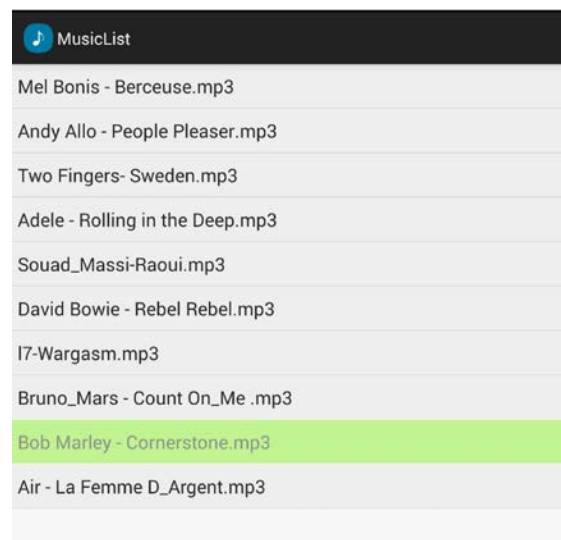 MusicList
Mel Bonis - Berceuse.mp3
Andy Allo - People Pleaser.mp3
Two Fingers- Sweden.mp3
Adele - Rolling in the Deep.mp3
Souad_Massi-Raoui.mp3
David Bowie - Rebel Rebel.mp3
l7-Wargasm.mp3
Bruno_Mars - Count On_Me .mp3
Bob Marley - Cornerstone.mp3
Air - La Femme D_Argent.mp3